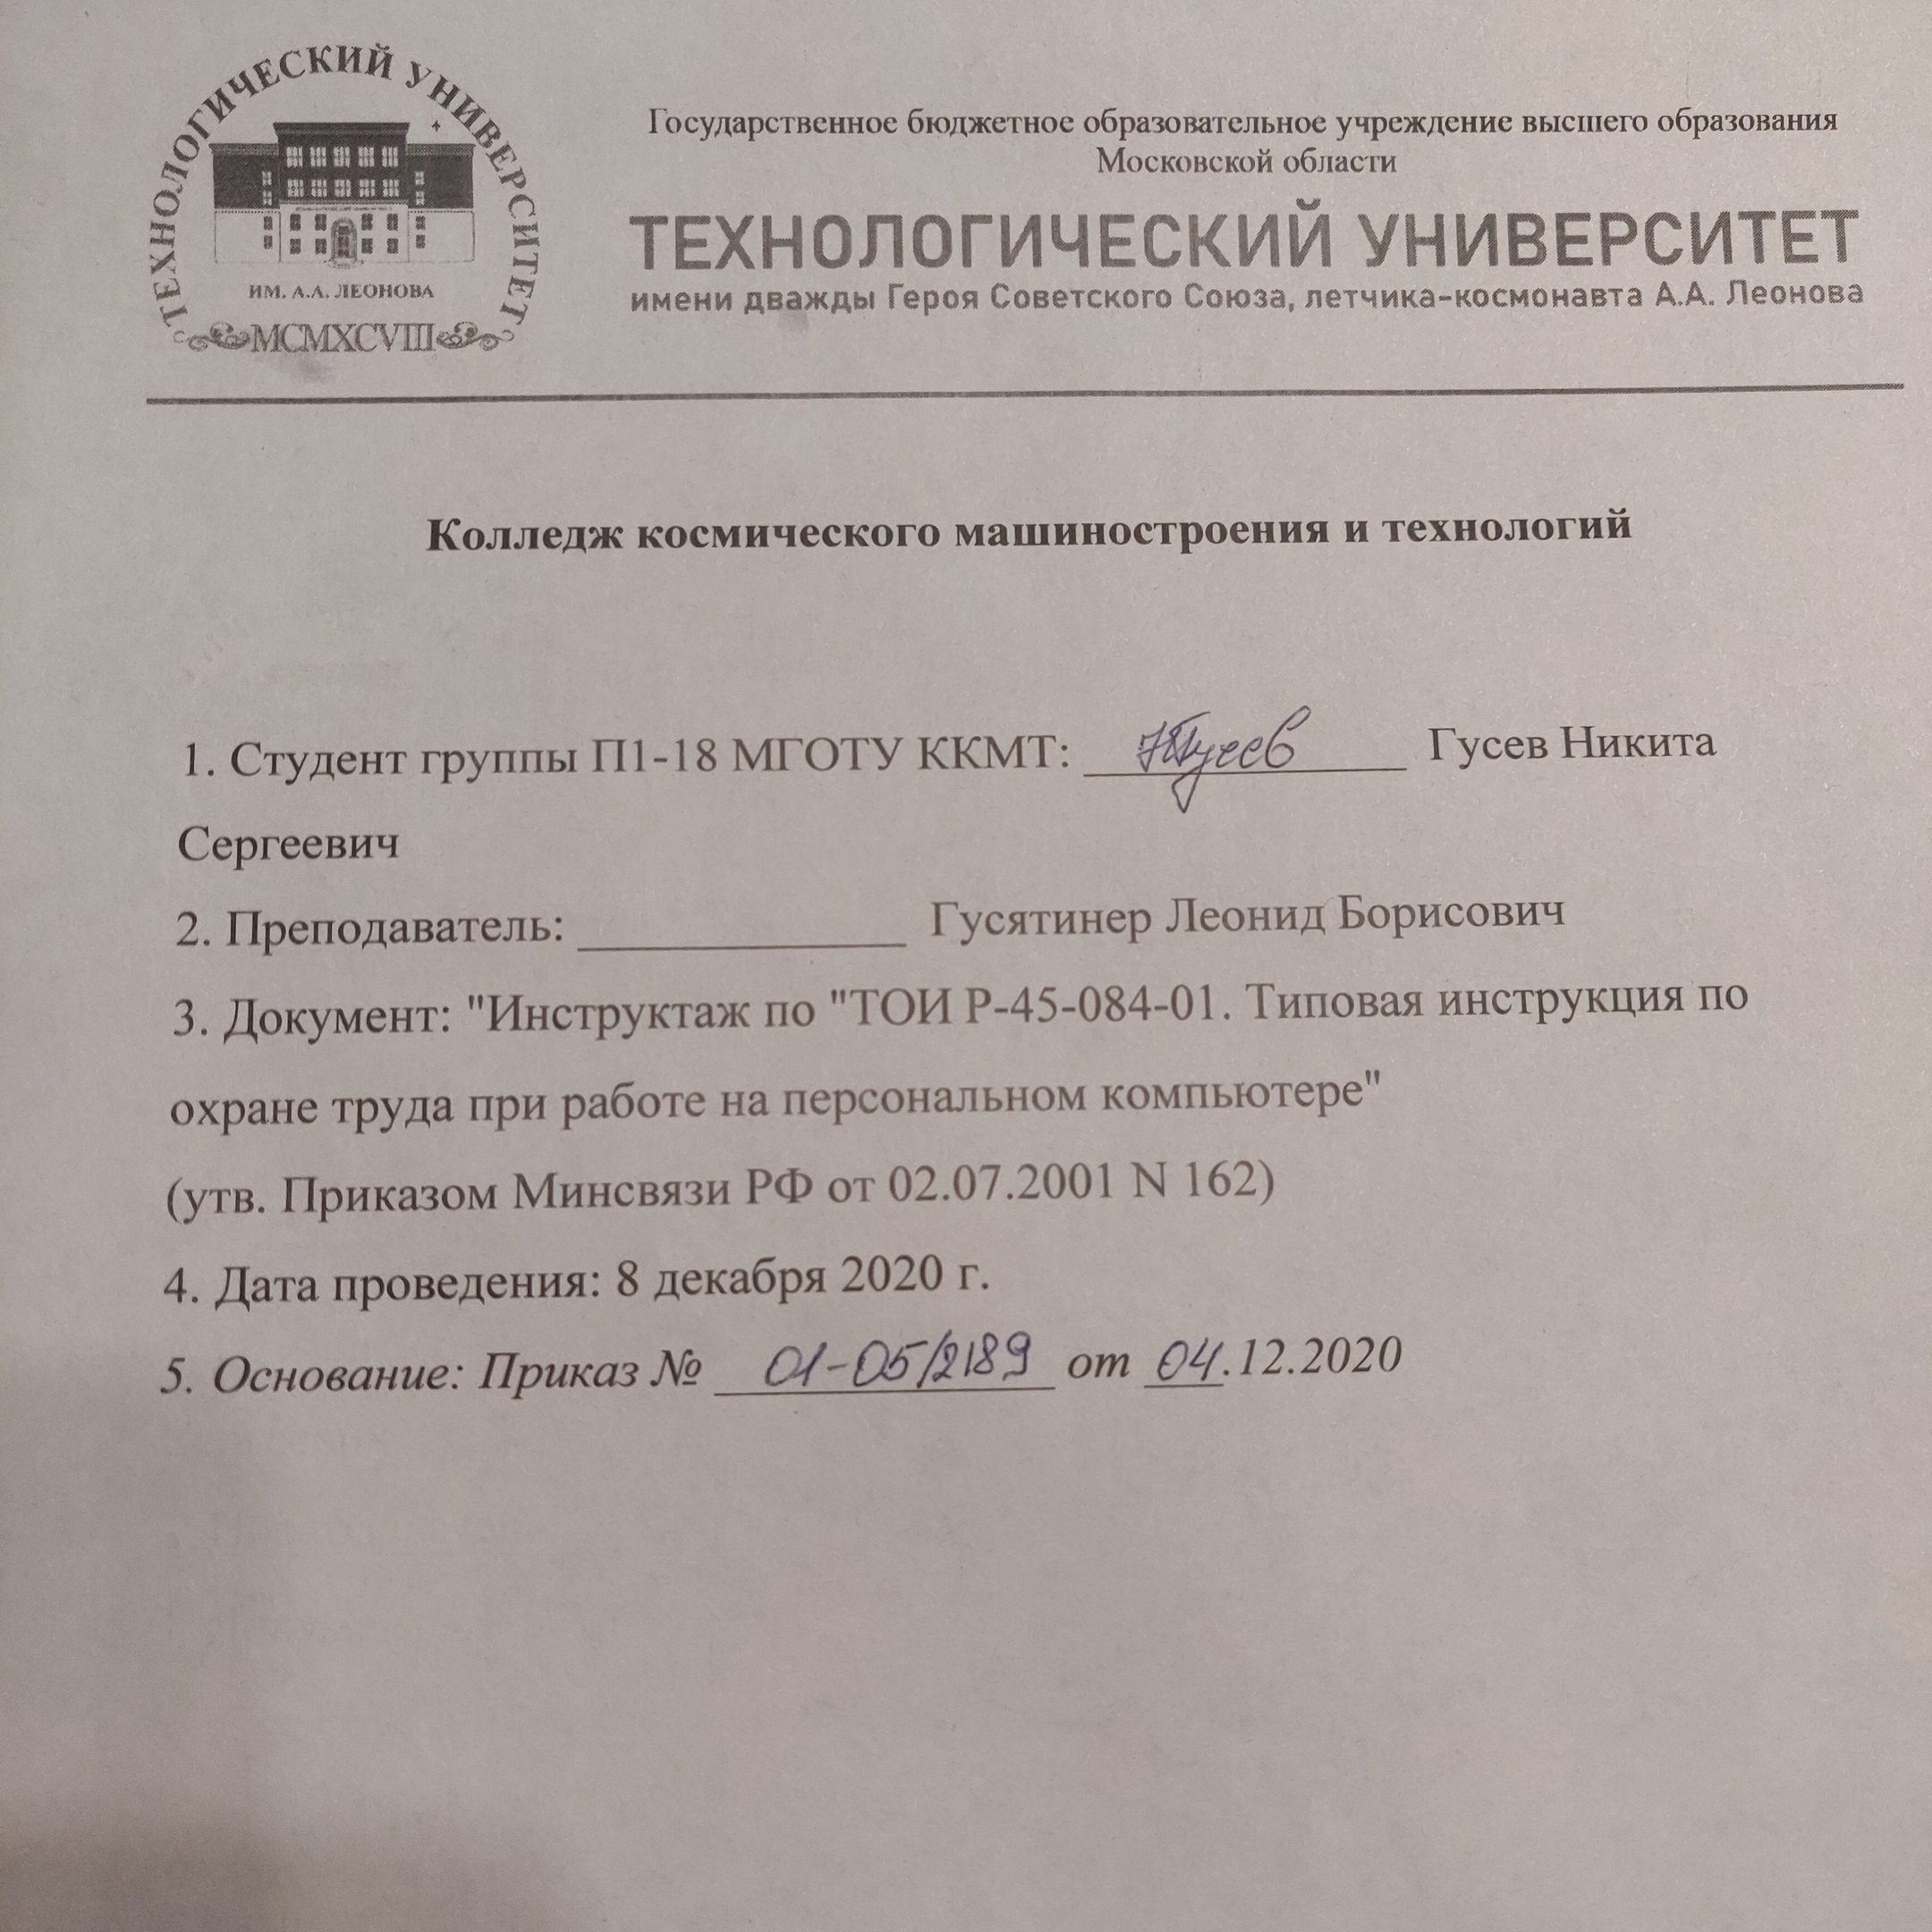 ТЕХНОЛОГИЧЕСКИЙ УНИВЕРСИТЕТ
ИМ. А.А. ЛЕОНОВА
MCMXCVIII
Государственное бюджетное образовательное учреждение высшего образования
Московской области
ТЕХНОЛОГИЧЕСКИЙ УНИВЕРСИТЕТ
имени дважды Героя Советского Союза, летчика-космонавта А.А. Леонова
Колледж космического машиностроения и технологий
1. Студент группы П1-18 МГОТУ ККМТ: НГусев Гусев Никита
Сергеевич
2. Преподаватель: ______________ Гусятинер Леонид Борисович
3. Документ: "Инструктаж по "ТОИ Р-45-084-01. Типовая инструкция по
охране труда при работе на персональном компьютере"
(утв. Приказом Минсвязи РФ от 02.07.2001 N 162)
4. Дата проведения: 8 декабря 2020 г.
5. Основание: Приказ № 01-05/2189 от 04.12.2020